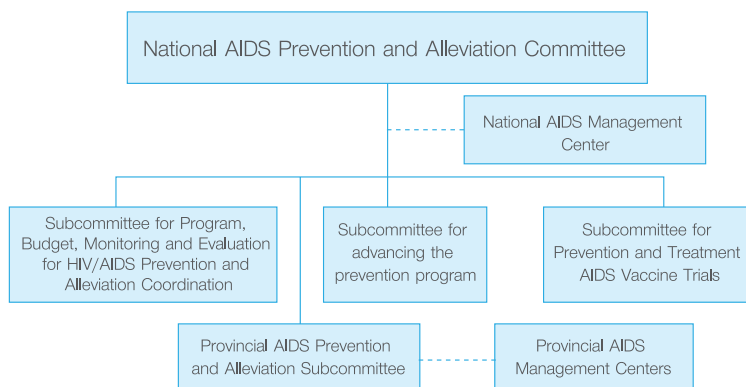 National AIDS Prevention and Alleviation Committee
National AIDS Management
Center
Subcommittee for Program,
Budget, Monitoring and Evaluation
for HIV/AIDS Prevention and
Alleviation Coordination
Subcommittee for
advancing the
prevention program
Subcommittee for
Prevention and Treatment
AIDS Vaccine Trials
Provincial AIDS Prevention
and Alleviation Subcommittee
Provincial AIDS
Management Centers